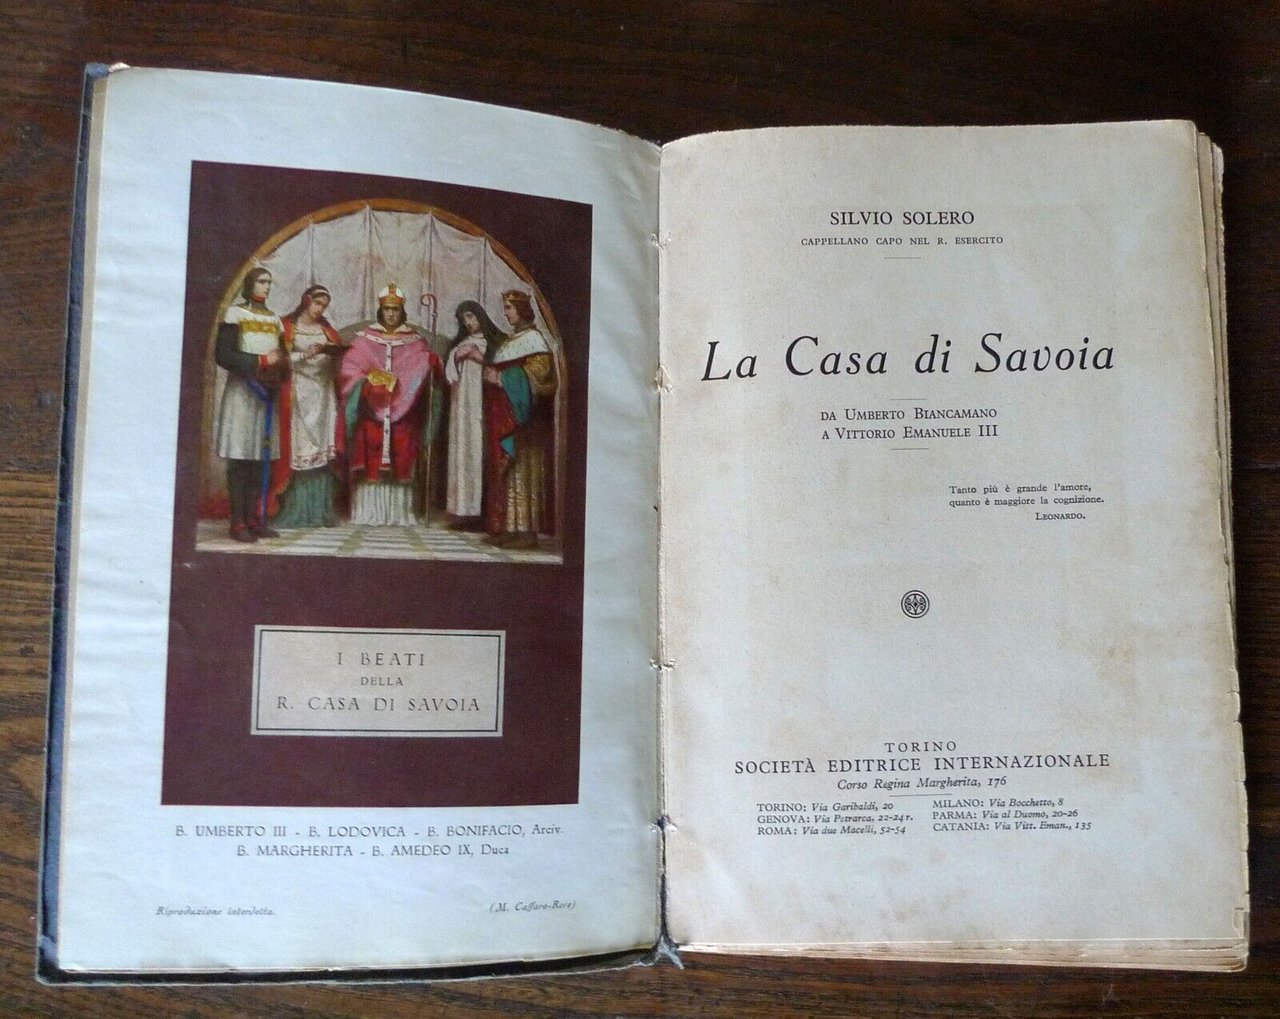 I BEATI
DELLA
R. CASA DI SAVOIA
B. UMBERTO III - B. LODOVICA - B. BONIFACIO, Arciv.
B. MARGHERITA - B. AMEDEO IX, Duca
Riproduzione interdetta.
(M. Caffaro-Rore)
SILVIO SOLERO
CAPPELLANO CAPO NEL R. ESERCITO
La Casa di Savoia
DA UMBERTO BIANCAMANO
A VITTORIO EMANUELE III
Tanto più è grande l'amore,
quanto è maggiore la cognizione.
LEONARDO.
TORINO
SOCIETÀ EDITRICE INTERNAZIONALE
Corso Regina Margherita, 176
TORINO: Via Garibaldi, 20
GENOVA: Via Petrarca, 22-24 r.
ROMA: Via due Macelli, 52-54
MILANO: Via Bocchetto, 8
PARMA: Via al Duomo, 20-26
CATANIA: Via Vitt. Eman., 135